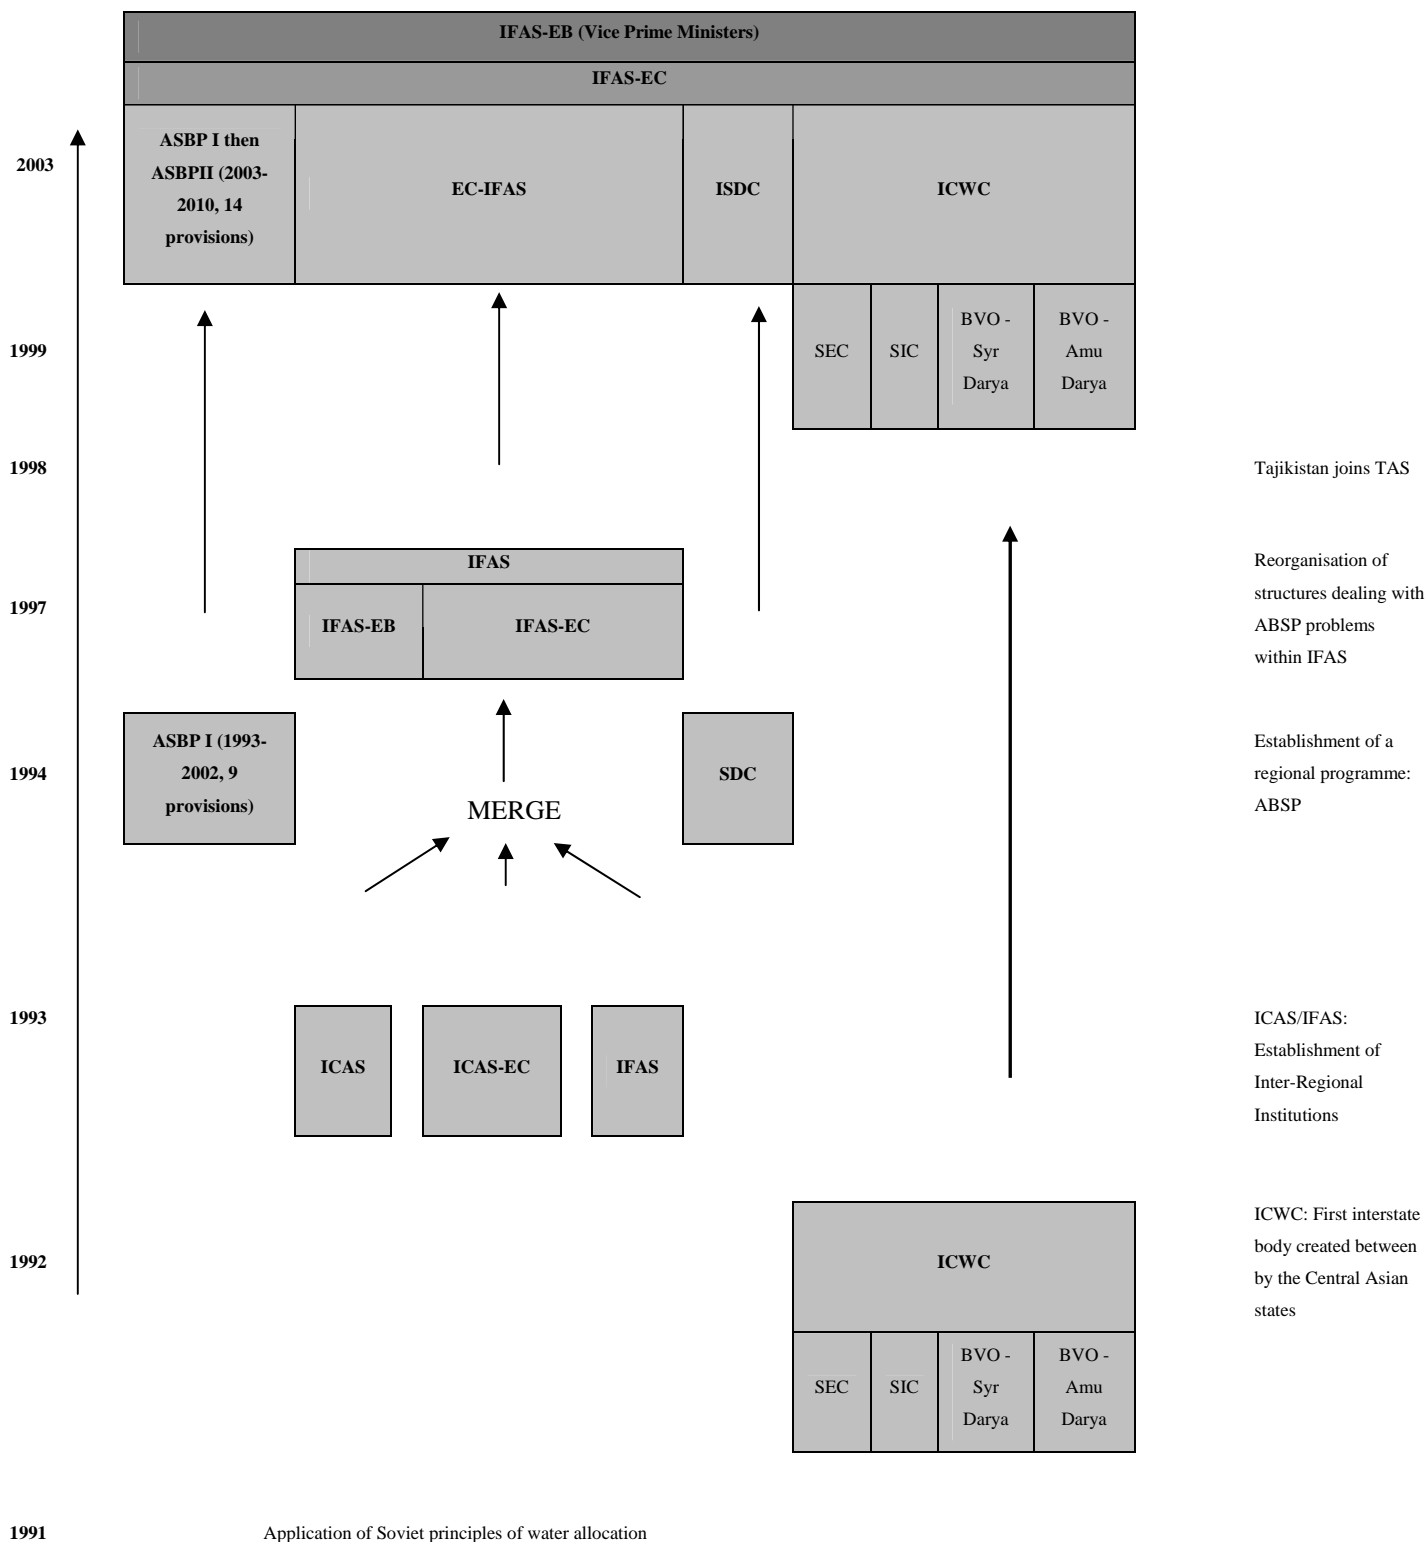 IFAS-EB (Vice Prime Ministers)
IFAS-EC
2003
ASBP I then
ASBPII (2003-
2010, 14
provisions)
EC-IFAS
ISDC
ICWC
1999
SEC
SIC
BVO -
Syr
Darya
BVO -
Amu
Darya
1998
Tajikistan joins TAS
1997
IFAS
IFAS-EB
IFAS-EC
Reorganisation of
structures dealing with
ABSP problems
within IFAS
1994
ASBP I (1993-
2002, 9
provisions)
MERGE
SDC
Establishment of a
regional programme:
ABSP
1993
ICAS
ICAS-EC
IFAS
ICAS/IFAS:
Establishment of
Inter-Regional
Institutions
1992
ICWC
SEC
SIC
BVO -
Syr
Darya
BVO -
Amu
Darya
ICWC: First interstate
body created between
by the Central Asian
states
1991
Application of Soviet principles of water allocation